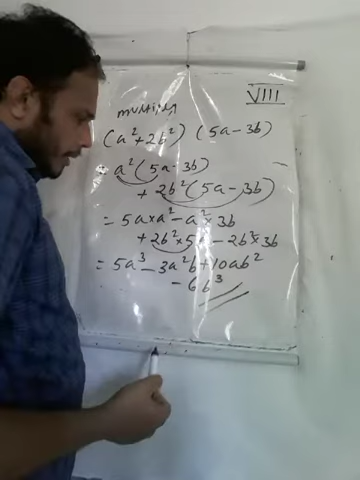 VIII
multiply
(a² + 2b²) (5a - 3b)
= a² (5a - 3b)
+ 2b² (5a - 3b)
= 5a × a² - a² × 3b
+ 2b² × 5a - 2b² × 3b
= 5a³ - 3a²b + 10ab²
- 6b³